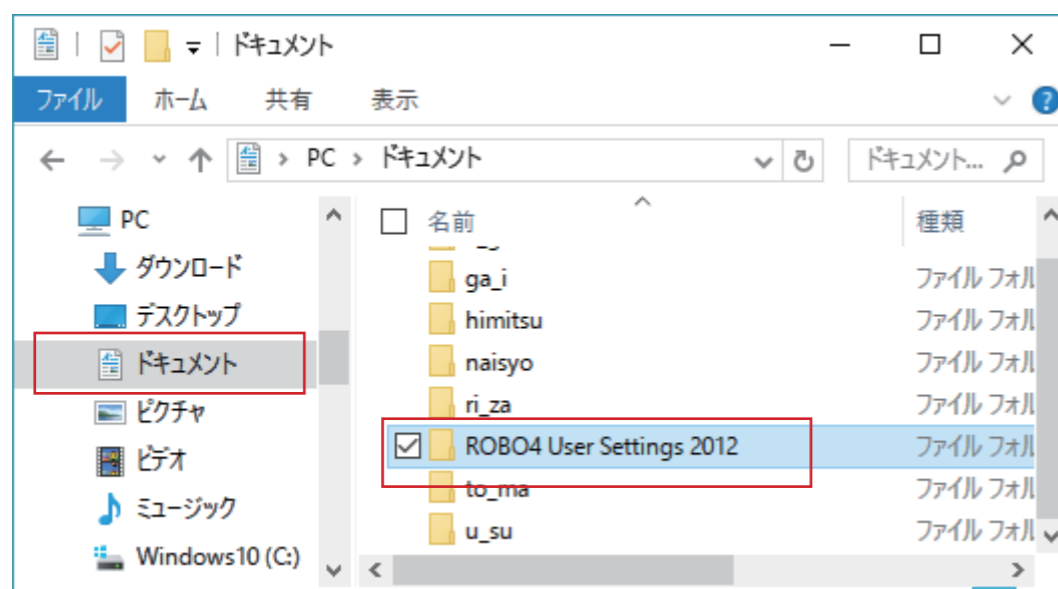 ドキュメント
ファイル ホーム 共有 表示
PC › ドキュメント ドキュメント...
PC
ダウンロード
デスクトップ
ドキュメント
ピクチャ
ビデオ
ミュージック
Windows10 (C:)
名前 種類
ga_i ファイル フォル
himitsu ファイル フォル
naisyo ファイル フォル
ri_za ファイル フォル
ROBO4 User Settings 2012 ファイル フォル
to_ma ファイル フォル
u_su ファイル フォル